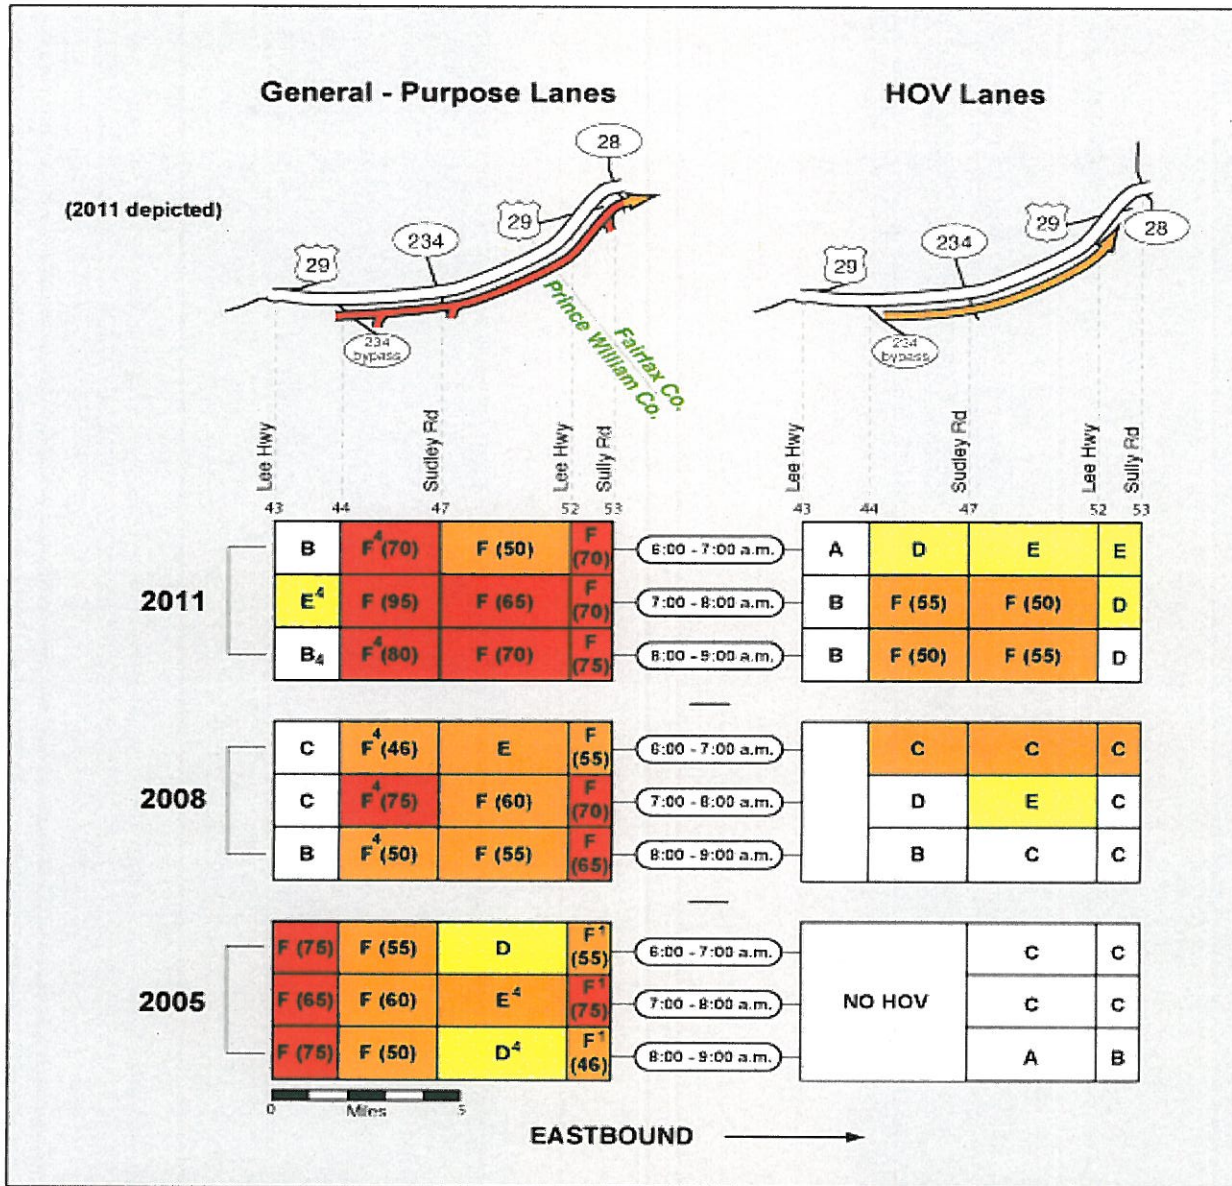 General - Purpose Lanes
HOV Lanes
(2011 depicted)
28
29
234
29
234
bypass
Prince William Co.
Fairfax Co.
28
29
234
29
234
bypass
Lee Hwy
Sudley Rd
Lee Hwy
Sully Rd
Lee Hwy
Sudley Rd
Lee Hwy
Sully Rd
43 44 47 52 53
43 44 47 52 53
2011
B F⁴(70) F (50) F (70) 6:00 - 7:00 a.m. A D E E
E⁴ F (95) F (65) F (70) 7:00 - 8:00 a.m. B F (55) F (50) D
B₄ F⁴(80) F (70) F (75) 8:00 - 9:00 a.m. B F (50) F (55) D
2008
C F⁴(46) E F (55) 6:00 - 7:00 a.m. C C C
C F⁴(75) F (60) F (70) 7:00 - 8:00 a.m. D E C
B F⁴(50) F (55) F (65) 8:00 - 9:00 a.m. B C C
2005
F (75) F (55) D F¹ (55) 6:00 - 7:00 a.m. NO HOV C C
F (65) F (60) E⁴ F¹ (75) 7:00 - 8:00 a.m. C C
F (75) F (50) D⁴ F¹ (46) 8:00 - 9:00 a.m. A B
0 Miles 5
EASTBOUND